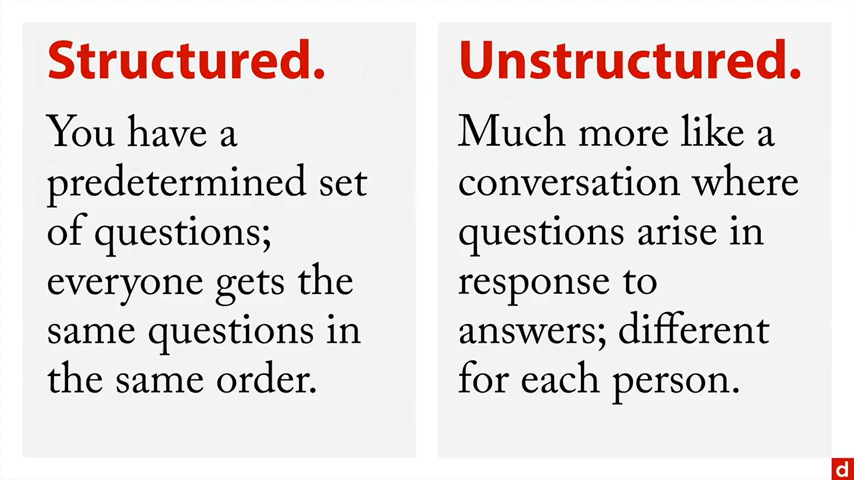 Structured.
You have a
predetermined set
of questions;
everyone gets the
same questions in
the same order.
Unstructured.
Much more like a
conversation where
questions arise in
response to
answers; different
for each person.
d